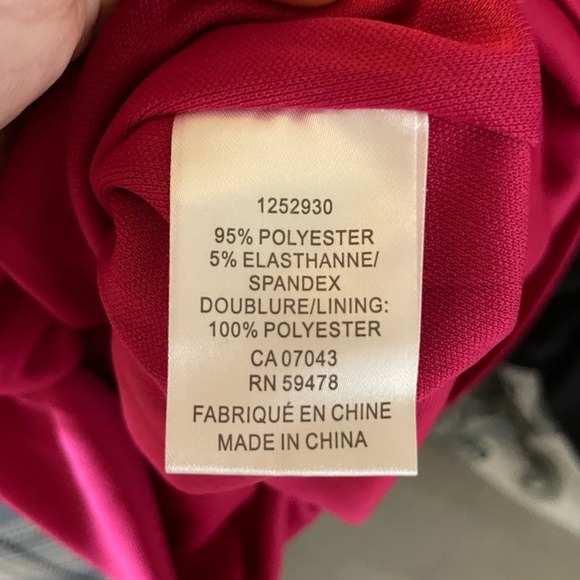 1252930
95% POLYESTER
5% ELASTHANNE/
SPANDEX
DOUBLURE/LINING:
100% POLYESTER
CA 07043
RN 59478
FABRIQUÉ EN CHINE
MADE IN CHINA